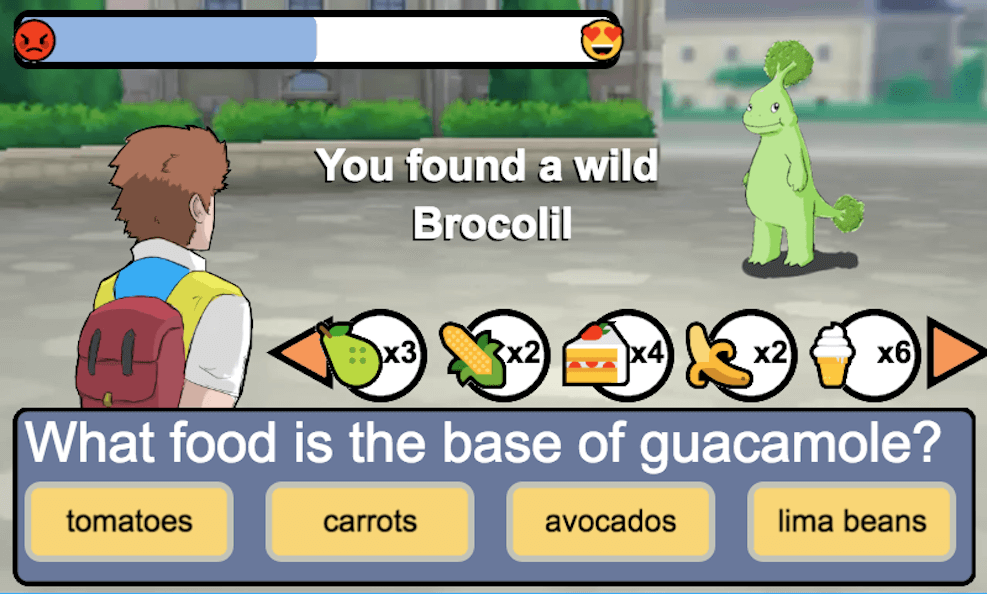 You found a wild
Brocolil
x3 x2 x4 x2 x6
What food is the base of guacamole?
tomatoes carrots avocados lima beans